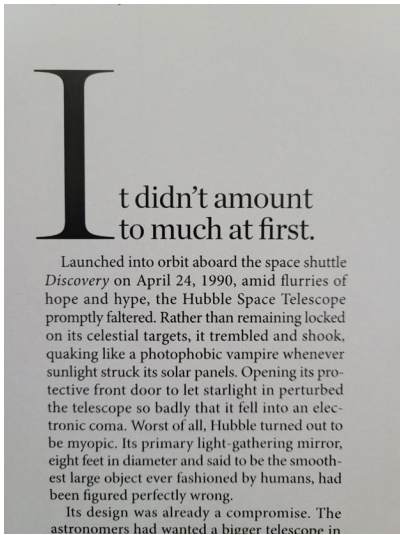 It didn't amount
to much at first.
Launched into orbit aboard the space shuttle
Discovery on April 24, 1990, amid flurries of
hope and hype, the Hubble Space Telescope
promptly faltered. Rather than remaining locked
on its celestial targets, it trembled and shook,
quaking like a photophobic vampire whenever
sunlight struck its solar panels. Opening its pro-
tective front door to let starlight in perturbed
the telescope so badly that it fell into an elec-
tronic coma. Worst of all, Hubble turned out to
be myopic. Its primary light-gathering mirror,
eight feet in diameter and said to be the smooth-
est large object ever fashioned by humans, had
been figured perfectly wrong.
Its design was already a compromise. The
astronomers had wanted a bigger telescope in